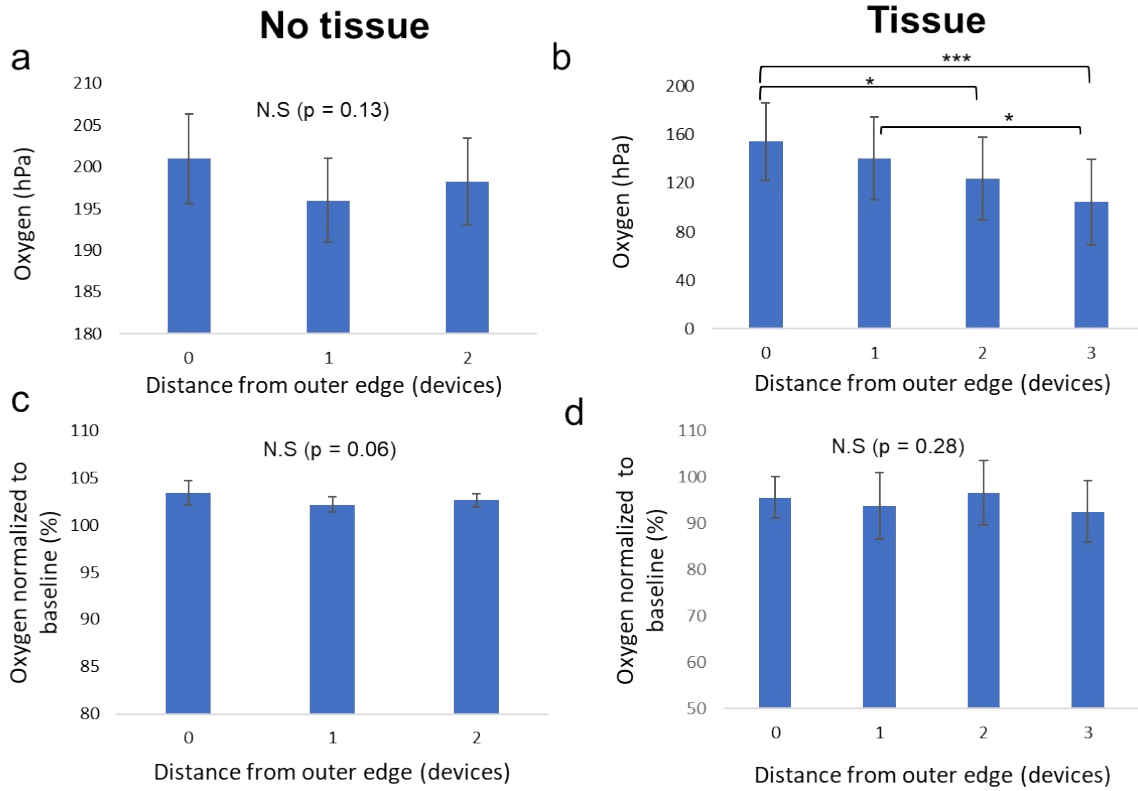 No tissue
Tissue
a
210
205
200
195
190
185
180
Oxygen (hPa)
N.S (p = 0.13)
0 1 2
Distance from outer edge (devices)
b
200
160
120
80
40
0
Oxygen (hPa)
***
*
*
0 1 2 3
Distance from outer edge (devices)
c
110
105
100
95
90
85
80
Oxygen normalized to
baseline (%)
N.S (p = 0.06)
0 1 2
Distance from outer edge (devices)
d
110
100
90
80
70
60
50
Oxygen normalized to
baseline (%)
N.S (p = 0.28)
0 1 2 3
Distance from outer edge (devices)